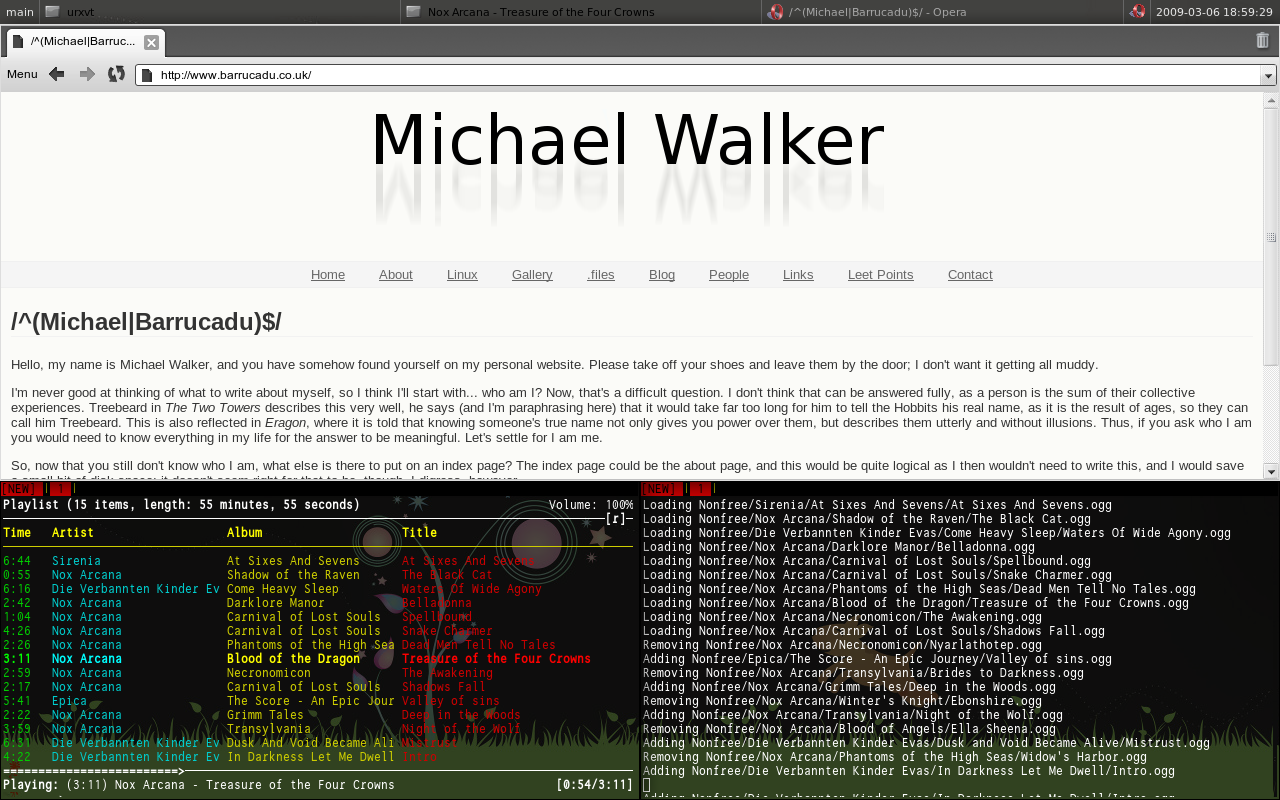 main urxvt Nox Arcana - Treasure of the Four Crowns /^(Michael|Barrucadu)$/ - Opera 2009-03-06 18:59:29
/^(Michael|Barruc...
Menu http://www.barrucadu.co.uk/
Michael Walker
Home About Linux Gallery .files Blog People Links Leet Points Contact
/^(Michael|Barrucadu)$/
Hello, my name is Michael Walker, and you have somehow found yourself on my personal website. Please take off your shoes and leave them by the door; I don't want it getting all muddy.
I'm never good at thinking of what to write about myself, so I think I'll start with... who am I? Now, that's a difficult question. I don't think that can be answered fully, as a person is the sum of their collective
experiences. Treebeard in The Two Towers describes this very well, he says (and I'm paraphrasing here) that it would take far too long for him to tell the Hobbits his real name, as it is the result of ages, so they can
call him Treebeard. This is also reflected in Eragon, where it is told that knowing someone's true name not only gives you power over them, but describes them utterly and without illusions. Thus, if you ask who I am
you would need to know everything in my life for the answer to be meaningful. Let's settle for I am me.
So, now that you still don't know who I am, what else is there to put on an index page? The index page could be the about page, and this would be quite logical as I then wouldn't need to write this, and I would save
a small bit of disk space; it doesn't seem right for that to be, though. I digress, however.
NEW 1
Playlist (15 items, length: 55 minutes, 55 seconds) Volume: 100%
[r]
Time Artist Album Title
6:44 Sirenia At Sixes And Sevens At Sixes And Sevens
0:55 Nox Arcana Shadow of the Raven The Black Cat
6:16 Die Verbannten Kinder Ev Come Heavy Sleep Waters Of Wide Agony
2:42 Nox Arcana Darklore Manor Belladonna
1:04 Nox Arcana Carnival of Lost Souls Spellbound
4:26 Nox Arcana Carnival of Lost Souls Snake Charmer
2:26 Nox Arcana Phantoms of the High Sea Dead Men Tell No Tales
3:11 Nox Arcana Blood of the Dragon Treasure of the Four Crowns
2:59 Nox Arcana Necronomicon The Awakening
2:17 Nox Arcana Carnival of Lost Souls Shadows Fall
5:41 Epica The Score - An Epic Jour Valley of sins
2:22 Nox Arcana Grimm Tales Deep in the Woods
3:59 Nox Arcana Transylvania Night of the Wolf
6:31 Die Verbannten Kinder Ev Dusk And Void Became Ali Mistrust
4:22 Die Verbannten Kinder Ev In Darkness Let Me Dwell Intro
=========================>
Playing: (3:11) Nox Arcana - Treasure of the Four Crowns [0:54/3:11]
NEW 1
Loading Nonfree/Sirenia/At Sixes And Sevens/At Sixes And Sevens.ogg
Loading Nonfree/Nox Arcana/Shadow of the Raven/The Black Cat.ogg
Loading Nonfree/Die Verbannten Kinder Evas/Come Heavy Sleep/Waters Of Wide Agony.ogg
Loading Nonfree/Nox Arcana/Darklore Manor/Belladonna.ogg
Loading Nonfree/Nox Arcana/Carnival of Lost Souls/Spellbound.ogg
Loading Nonfree/Nox Arcana/Carnival of Lost Souls/Snake Charmer.ogg
Loading Nonfree/Nox Arcana/Phantoms of the High Seas/Dead Men Tell No Tales.ogg
Loading Nonfree/Nox Arcana/Blood of the Dragon/Treasure of the Four Crowns.ogg
Loading Nonfree/Nox Arcana/Necronomicon/The Awakening.ogg
Loading Nonfree/Nox Arcana/Carnival of Lost Souls/Shadows Fall.ogg
Removing Nonfree/Nox Arcana/Necronomicon/Nyarlathotep.ogg
Adding Nonfree/Epica/The Score - An Epic Journey/Valley of sins.ogg
Removing Nonfree/Nox Arcana/Transylvania/Brides to Darkness.ogg
Adding Nonfree/Nox Arcana/Grimm Tales/Deep in the Woods.ogg
Removing Nonfree/Nox Arcana/Winter's Knight/Ebonshire.ogg
Adding Nonfree/Nox Arcana/Transylvania/Night of the Wolf.ogg
Removing Nonfree/Nox Arcana/Blood of Angels/Ella Sheena.ogg
Adding Nonfree/Die Verbannten Kinder Evas/Dusk and Void Became Alive/Mistrust.ogg
Removing Nonfree/Nox Arcana/Phantoms of the High Seas/Widow's Harbor.ogg
Adding Nonfree/Die Verbannten Kinder Evas/In Darkness Let Me Dwell/Intro.ogg
Adding Nonfree/Die Verbannten Kinder Evas/In Darkness Let Me Dwell/Intro.ogg